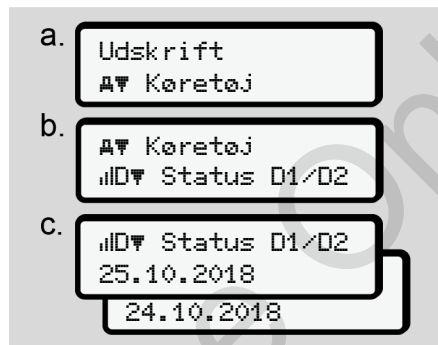 a.
Udskrift
Køretøj
b.
Køretøj
D Status D1/D2
c.
D Status D1/D2
25.10.2018
24.10.2018